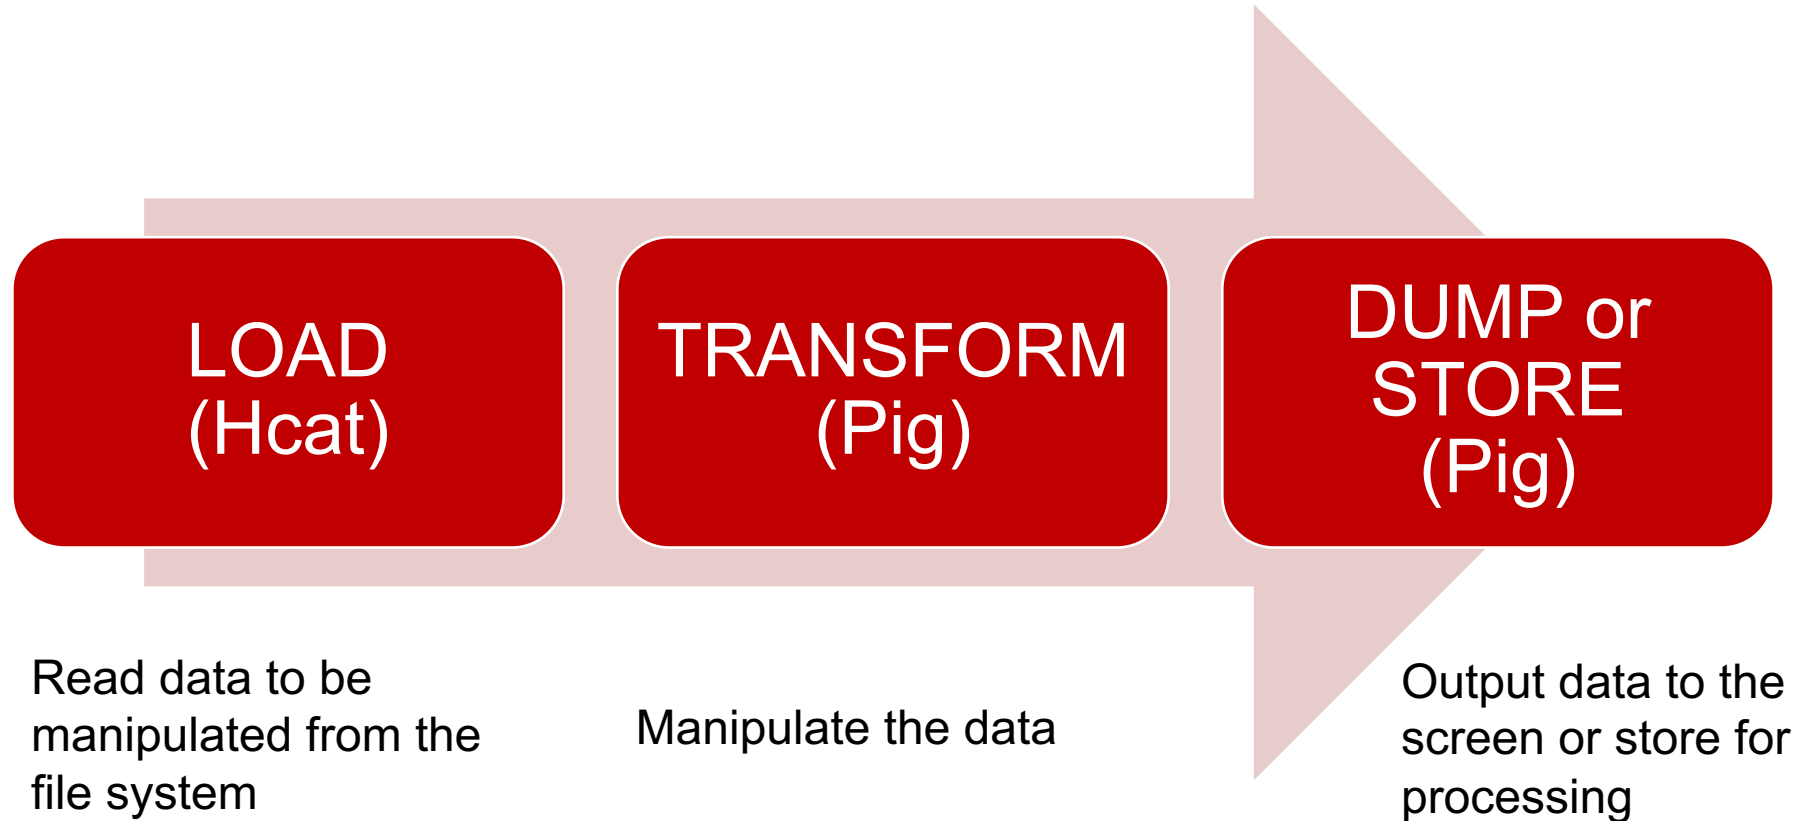 LOAD
(Hcat)
TRANSFORM
(Pig)
DUMP or
STORE
(Pig)
Read data to be
manipulated from the
file system
Manipulate the data
Output data to the
screen or store for
processing